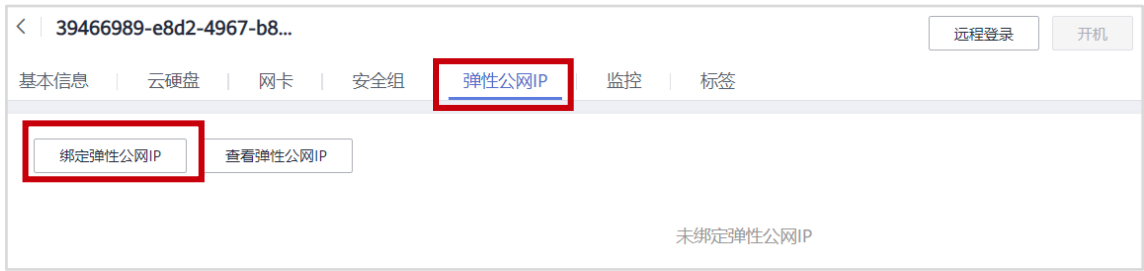 39466989-e8d2-4967-b8...
远程登录 开机
基本信息 云硬盘 网卡 安全组 弹性公网IP 监控 标签
绑定弹性公网IP 查看弹性公网IP
未绑定弹性公网IP